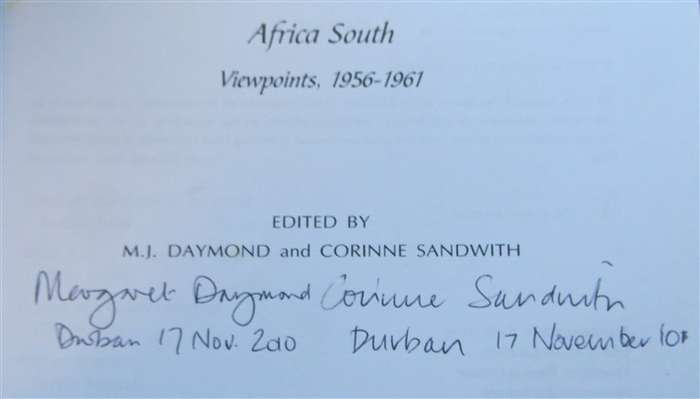 Africa South
Viewpoints, 1956-1961
EDITED BY
M.J. DAYMOND and CORINNE SANDWITH
Margaret Daymond Corinne Sandwith
Durban 17 Nov. 2010 Durban 17 November 10